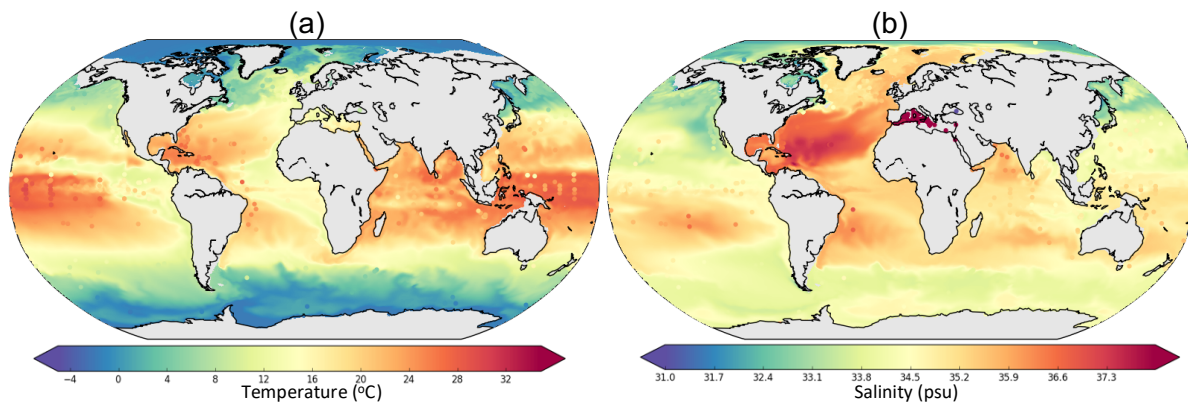 (a)
(b)
−4 0 4 8 12 16 20 24 28 32
Temperature (ºC)
31.0 31.7 32.4 33.1 33.8 34.5 35.2 35.9 36.6 37.3
Salinity (psu)